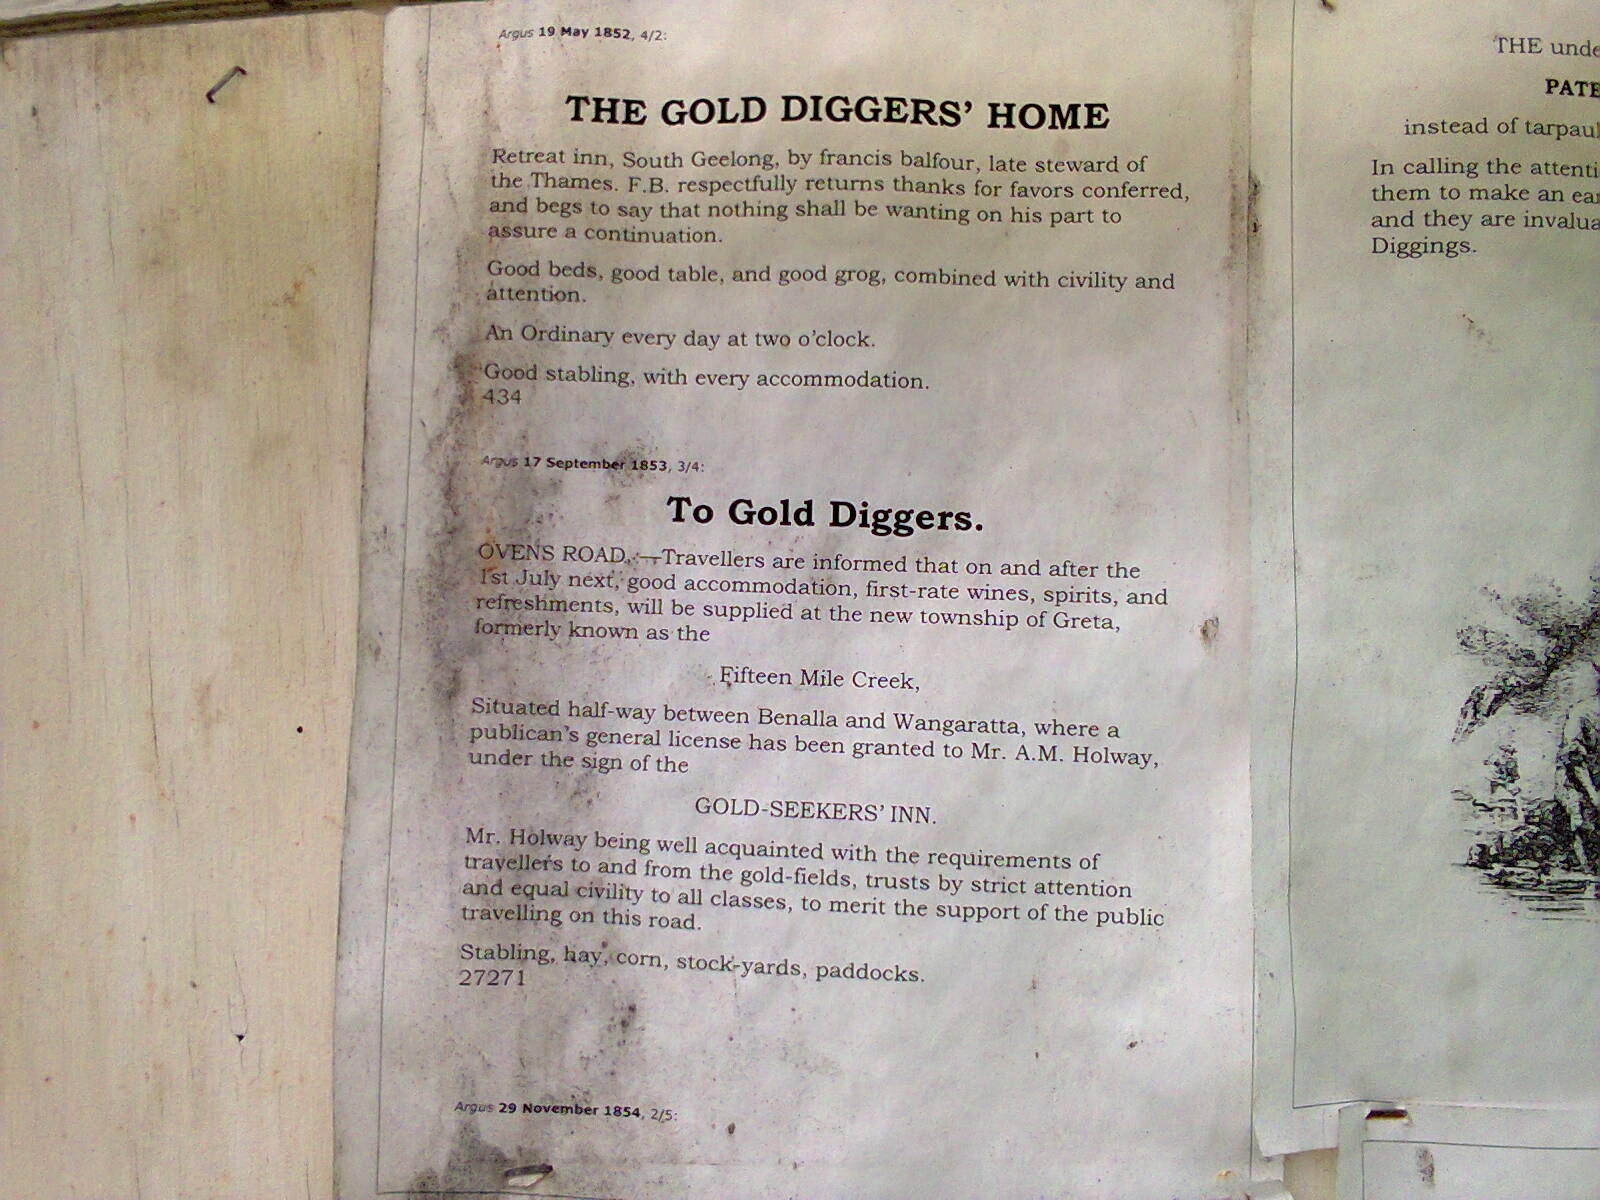 Argus 19 May 1852, 4/2:
THE GOLD DIGGERS' HOME
Retreat inn, South Geelong, by francis balfour, late steward of
the Thames. F.B. respectfully returns thanks for favors conferred,
and begs to say that nothing shall be wanting on his part to
assure a continuation.
Good beds, good table, and good grog, combined with civility and
attention.
An Ordinary every day at two o'clock.
Good stabling, with every accommodation.
434
Argus 17 September 1853, 3/4:
To Gold Diggers.
OVENS ROAD,—Travellers are informed that on and after the
1st July next, good accommodation, first-rate wines, spirits, and
refreshments, will be supplied at the new township of Greta,
formerly known as the
Fifteen Mile Creek,
Situated half-way between Benalla and Wangaratta, where a
publican's general license has been granted to Mr. A.M. Holway,
under the sign of the
GOLD-SEEKERS' INN.
Mr. Holway being well acquainted with the requirements of
travellers to and from the gold-fields, trusts by strict attention
and equal civility to all classes, to merit the support of the public
travelling on this road.
Stabling, hay, corn, stock-yards, paddocks.
27271
Argus 29 November 1854, 2/5:
THE unde
PATE
instead of tarpaul
In calling the attenti
them to make an ear
and they are invalua
Diggings.